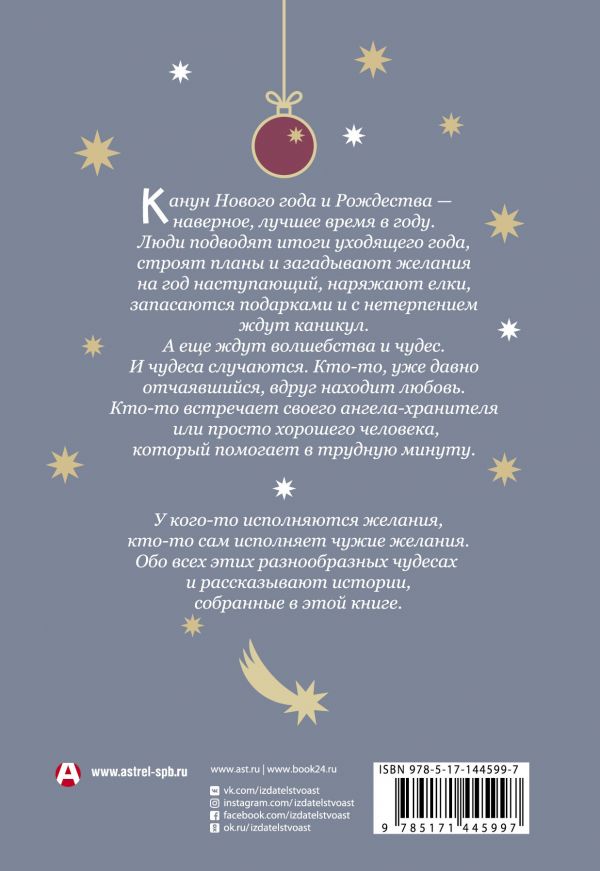 Канун Нового года и Рождества —
наверное, лучшее время в году.
Люди подводят итоги уходящего года,
строят планы и загадывают желания
на год наступающий, наряжают елки,
запасаются подарками и с нетерпением
ждут каникул.
А еще ждут волшебства и чудес.
И чудеса случаются. Кто-то, уже давно
отчаявшийся, вдруг находит любовь.
Кто-то встречает своего ангела-хранителя
или просто хорошего человека,
который помогает в трудную минуту.
У кого-то исполняются желания,
кто-то сам исполняет чужие желания.
Обо всех этих разнообразных чудесах
и рассказывают истории,
собранные в этой книге.
А
www.astrel-spb.ru
www.ast.ru | www.book24.ru
vk.com/izdatelstvoast
instagram.com/izdatelstvoast
facebook.com/izdatelstvoast
ok.ru/izdatelstvoast
ISBN 978-5-17-144599-7
9 785171 445997